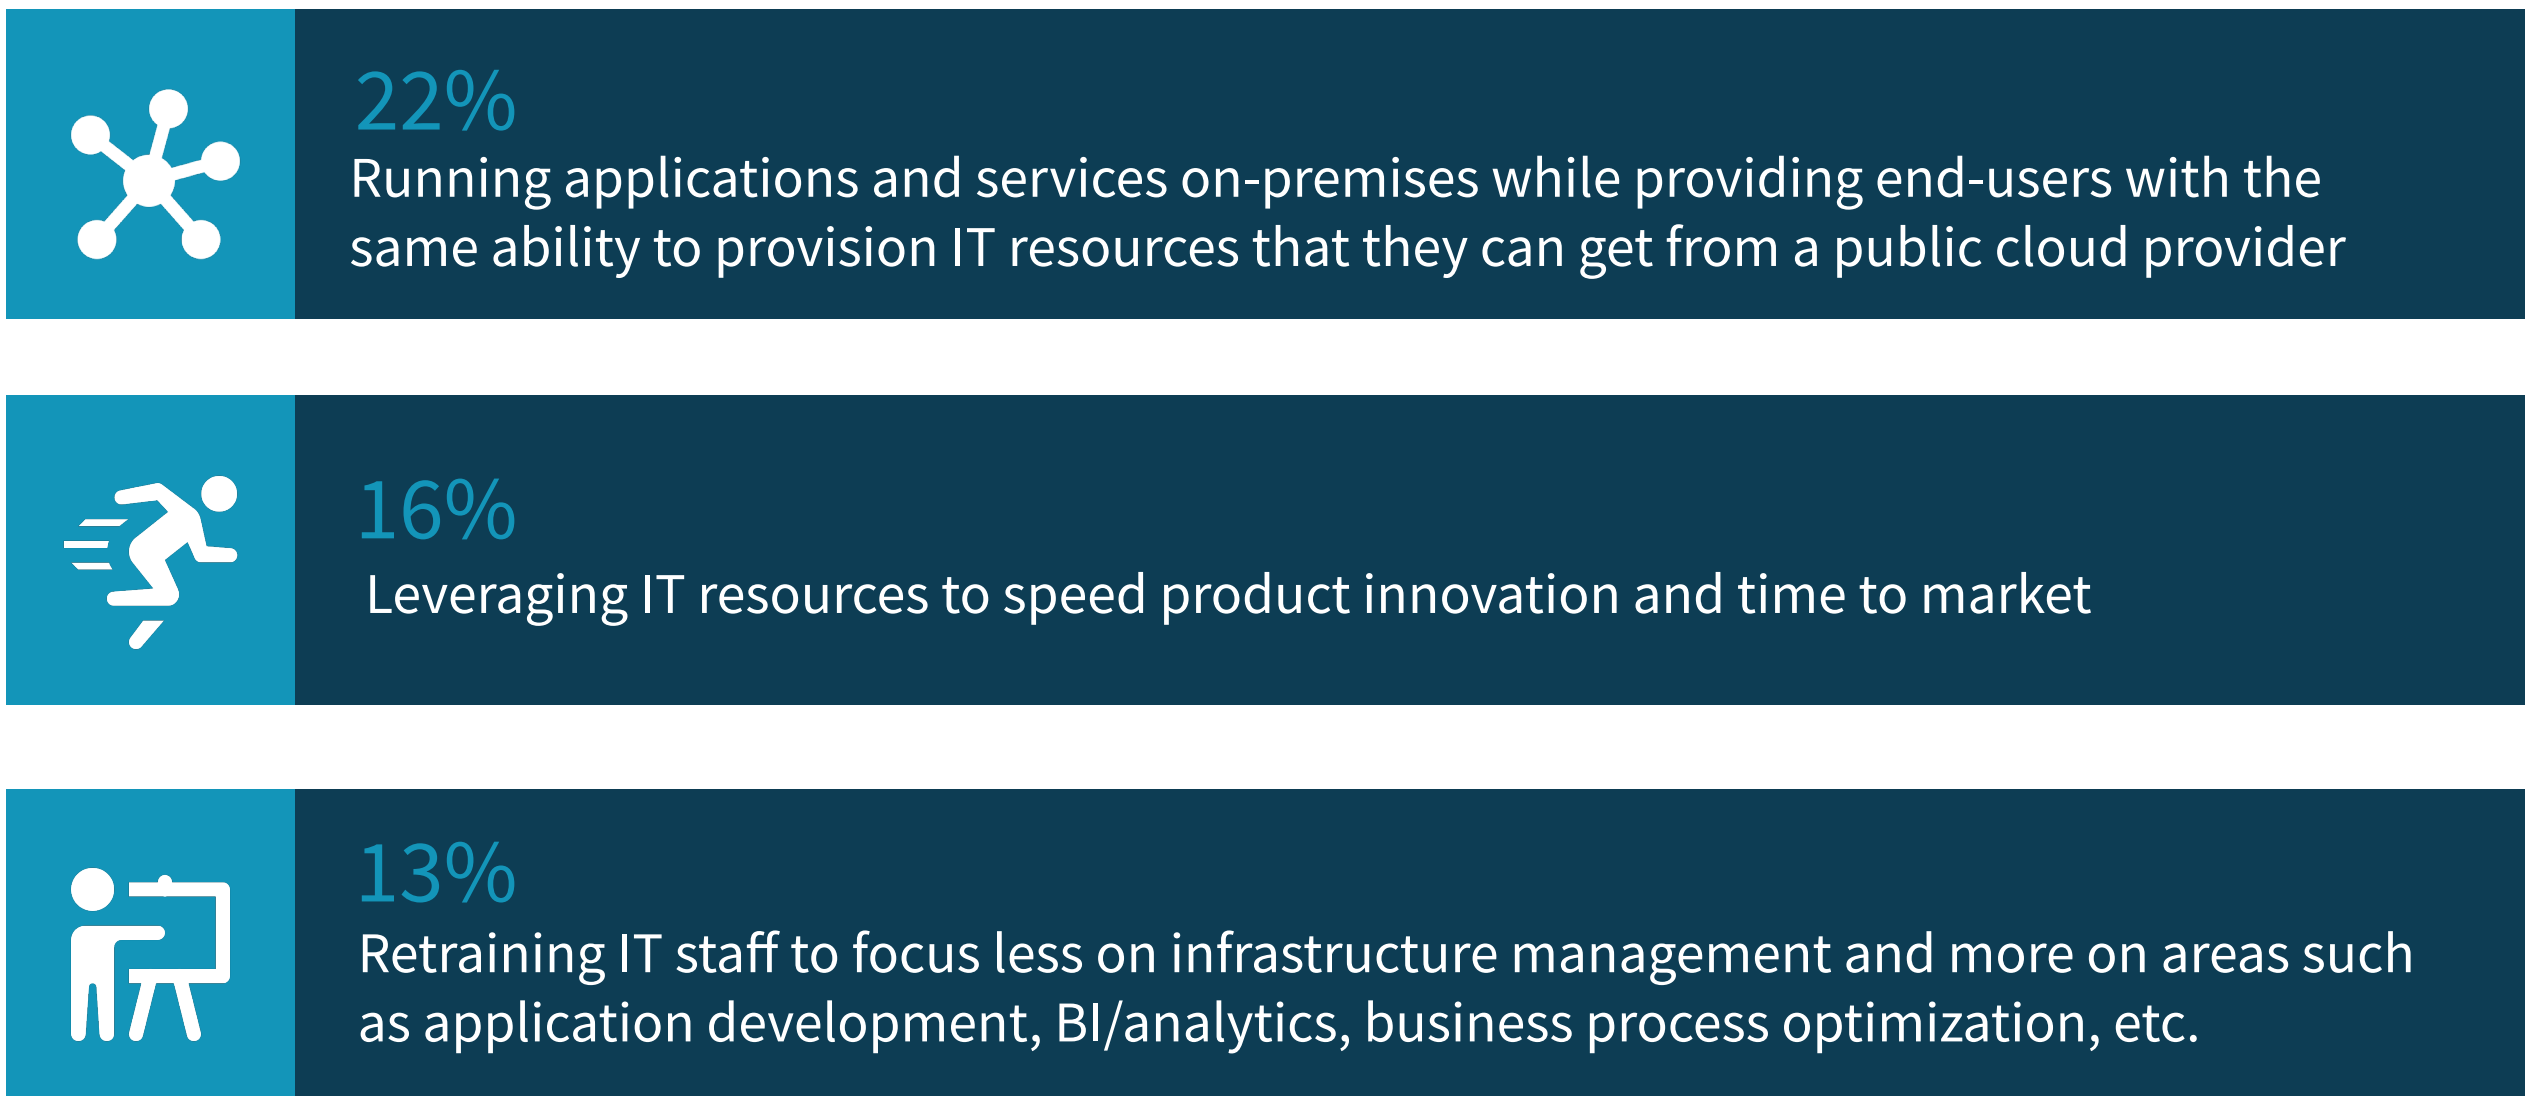 22%
Running applications and services on-premises while providing end-users with the
same ability to provision IT resources that they can get from a public cloud provider
16%
Leveraging IT resources to speed product innovation and time to market
13%
Retraining IT staff to focus less on infrastructure management and more on areas such
as application development, BI/analytics, business process optimization, etc.